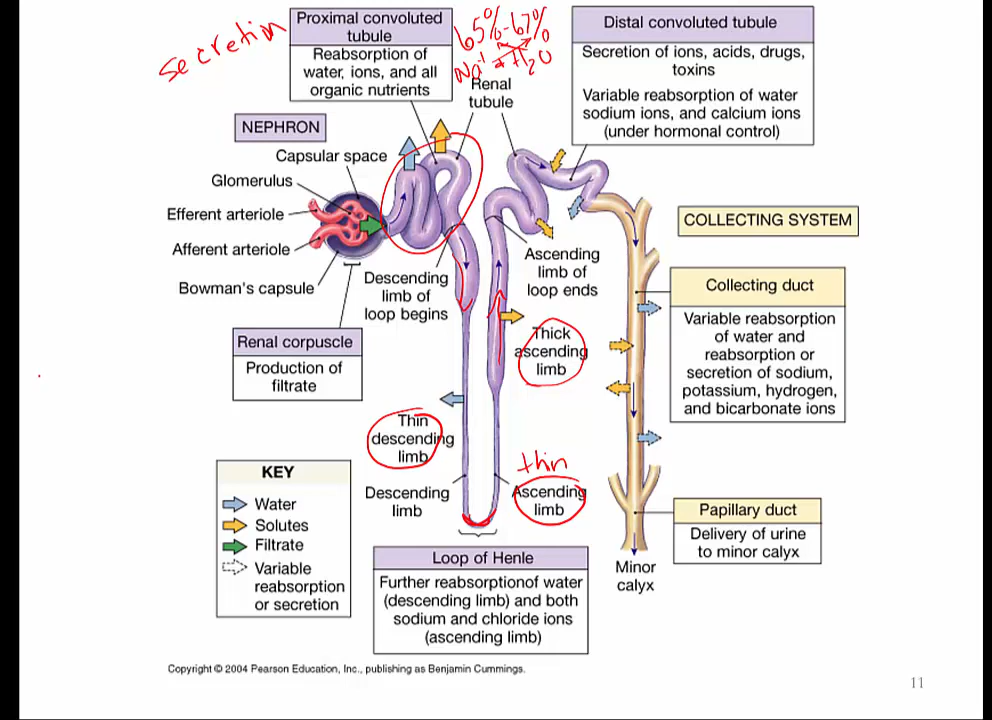 secretion
Proximal convoluted
tubule
Reabsorption of
water, ions, and all
organic nutrients
65%-67%
Na+ H2O
Renal
tubule
Distal convoluted tubule
Secretion of ions, acids, drugs,
toxins
Variable reabsorption of water
sodium ions, and calcium ions
(under hormonal control)
NEPHRON
Capsular space
Glomerulus
Efferent arteriole
Afferent arteriole
Bowman's capsule
Descending
limb of
loop begins
Ascending
limb of
loop ends
COLLECTING SYSTEM
Collecting duct
Variable reabsorption
of water and
reabsorption or
secretion of sodium,
potassium, hydrogen,
and bicarbonate ions
Renal corpuscle
Production of
filtrate
Thick
ascending
limb
Thin
descending
limb
thin
Descending
limb
Ascending
limb
KEY
Water
Solutes
Filtrate
Variable
reabsorption
or secretion
Loop of Henle
Further reabsorptionof water
(descending limb) and both
sodium and chloride ions
(ascending limb)
Papillary duct
Delivery of urine
to minor calyx
Minor
calyx
Copyright © 2004 Pearson Education, Inc., publishing as Benjamin Cummings.
11